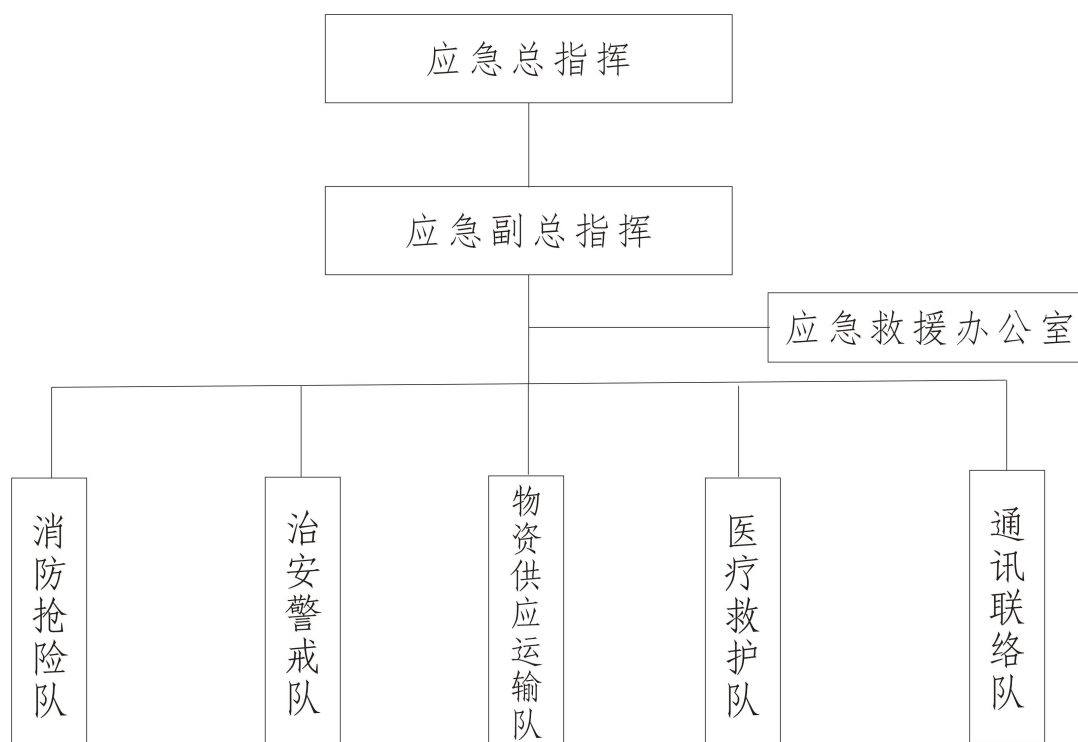 应急总指挥
应急副总指挥
应急救援办公室
消防抢险队
治安警戒队
物资供应运输队
医疗救护队
通讯联络队